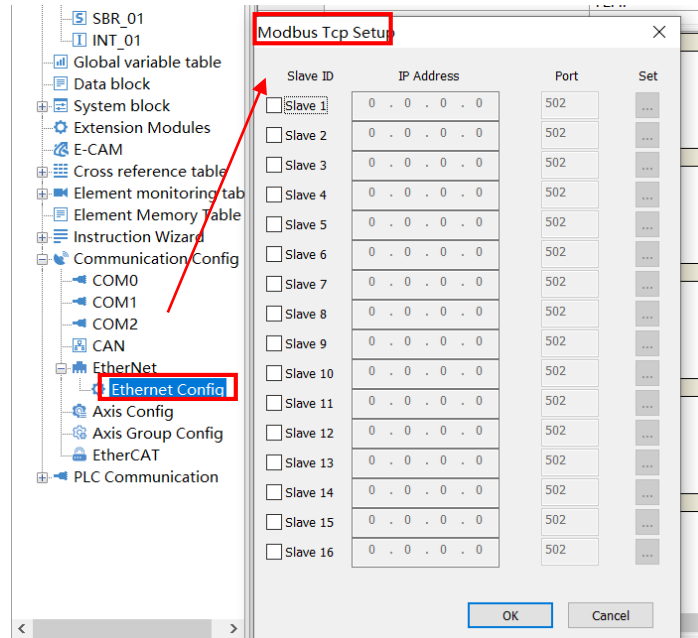 SBR_01
INT_01
Global variable table
Data block
System block
Extension Modules
E-CAM
Cross reference table
Element monitoring tab
Element Memory Table
Instruction Wizard
Communication Config
COM0
COM1
COM2
CAN
EtherNet
Ethernet Config
Axis Config
Axis Group Config
EtherCAT
PLC Communication
Modbus Tcp Setup
Slave ID IP Address Port Set
Slave 1 0 . 0 . 0 . 0 502 ...
Slave 2 0 . 0 . 0 . 0 502 ...
Slave 3 0 . 0 . 0 . 0 502 ...
Slave 4 0 . 0 . 0 . 0 502 ...
Slave 5 0 . 0 . 0 . 0 502 ...
Slave 6 0 . 0 . 0 . 0 502 ...
Slave 7 0 . 0 . 0 . 0 502 ...
Slave 8 0 . 0 . 0 . 0 502 ...
Slave 9 0 . 0 . 0 . 0 502 ...
Slave 10 0 . 0 . 0 . 0 502 ...
Slave 11 0 . 0 . 0 . 0 502 ...
Slave 12 0 . 0 . 0 . 0 502 ...
Slave 13 0 . 0 . 0 . 0 502 ...
Slave 14 0 . 0 . 0 . 0 502 ...
Slave 15 0 . 0 . 0 . 0 502 ...
Slave 16 0 . 0 . 0 . 0 502 ...
OK Cancel